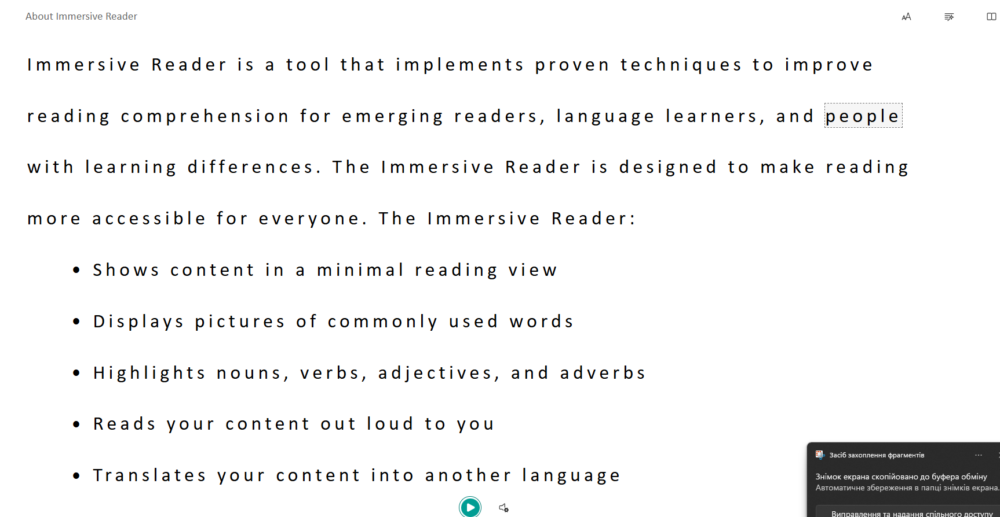 About Immersive Reader
Immersive Reader is a tool that implements proven techniques to improve
reading comprehension for emerging readers, language learners, and people
with learning differences. The Immersive Reader is designed to make reading
more accessible for everyone. The Immersive Reader:
• Shows content in a minimal reading view
• Displays pictures of commonly used words
• Highlights nouns, verbs, adjectives, and adverbs
• Reads your content out loud to you
• Translates your content into another language
Засіб захоплення фрагментів
Знімок екрана скопійовано до буфера обміну
Автоматичне збереження в папці знімків екрана.
Виправлення та надання спільного доступу